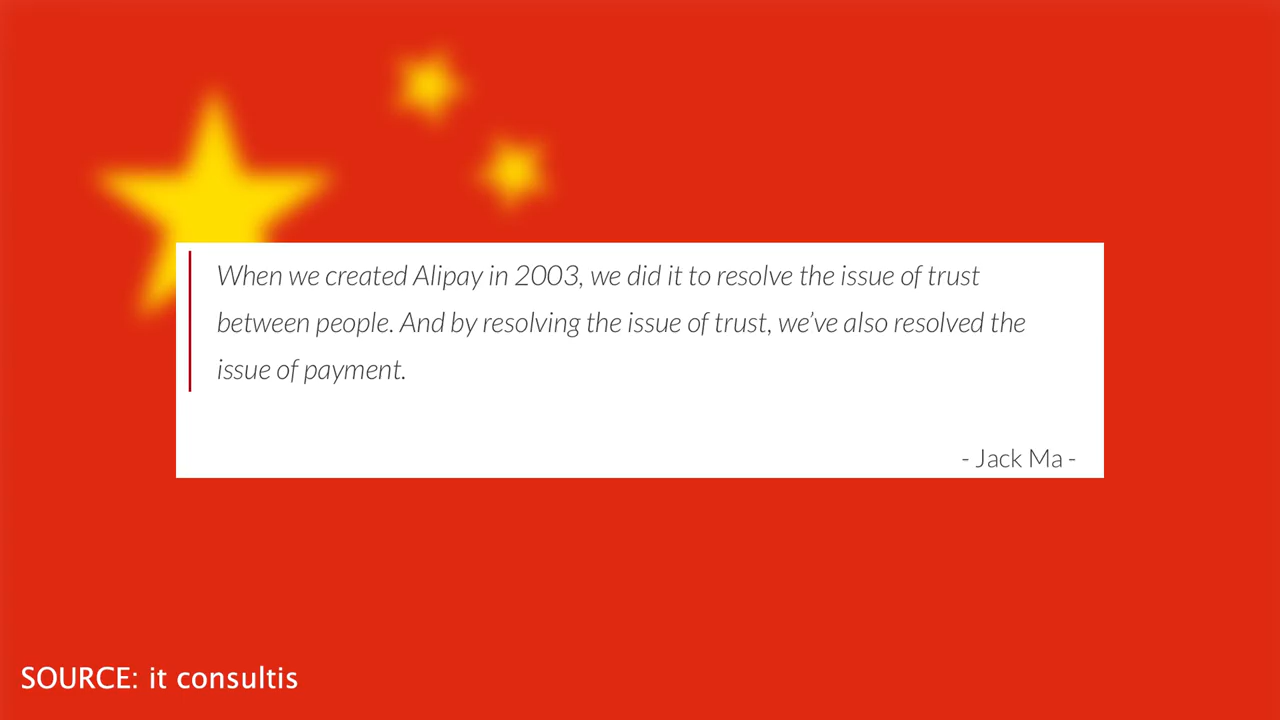 When we created Alipay in 2003, we did it to resolve the issue of trust
between people. And by resolving the issue of trust, we’ve also resolved the
issue of payment.
- Jack Ma -
SOURCE: it consultis